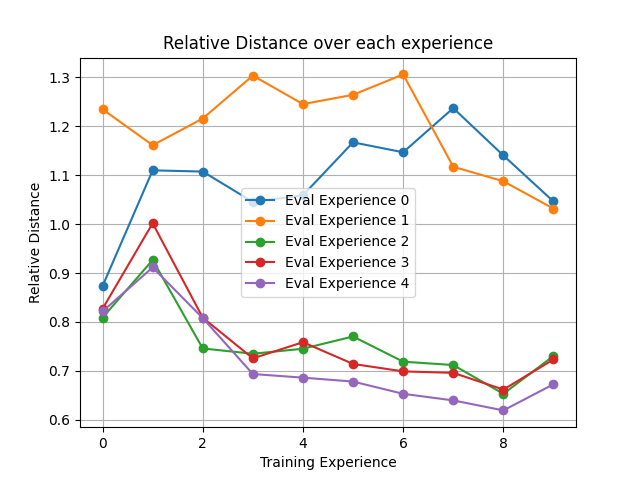 Relative Distance over each experience
1.3
1.2
1.1
1.0
0.9
0.8
0.7
0.6
Relative Distance
Eval Experience 0
Eval Experience 1
Eval Experience 2
Eval Experience 3
Eval Experience 4
0 2 4 6 8
Training Experience